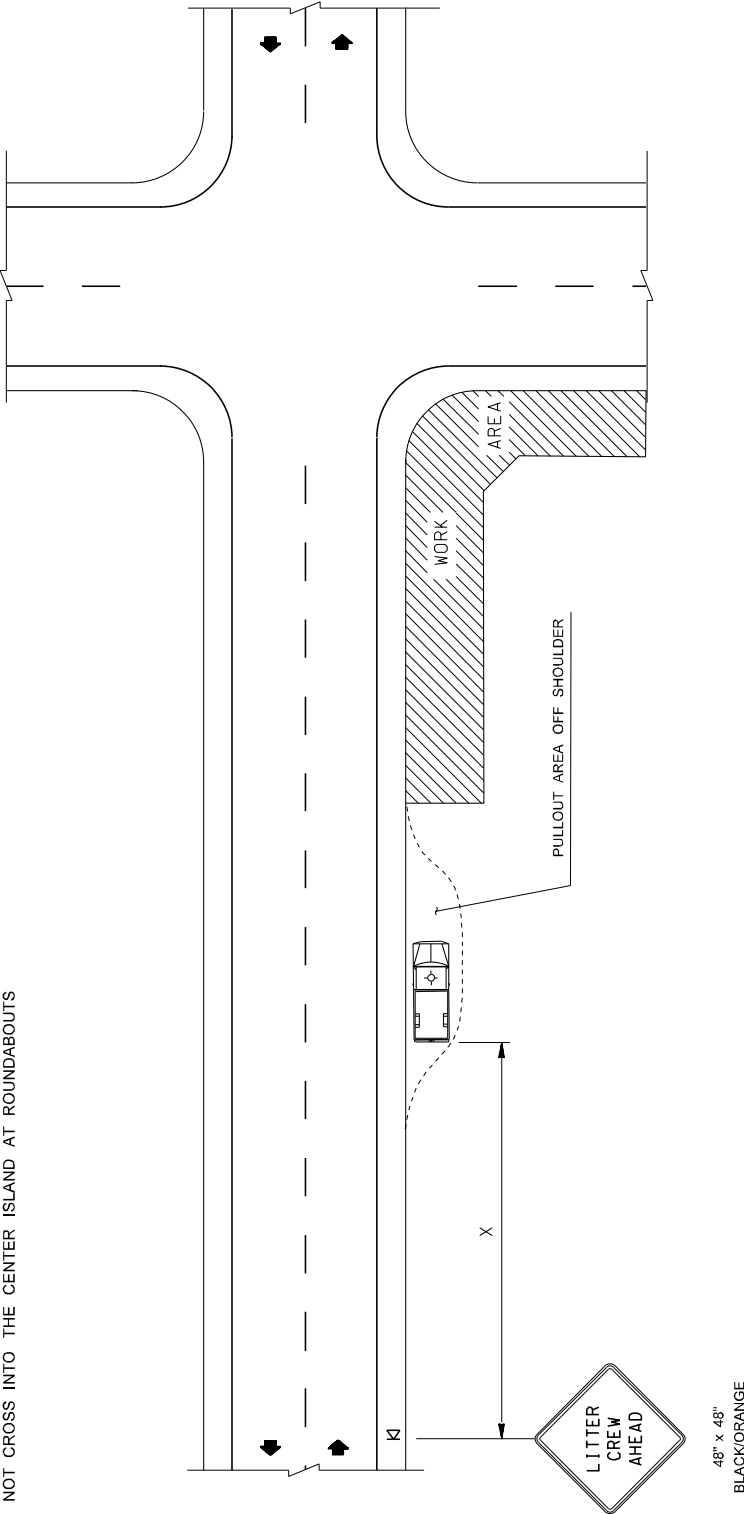 NOT CROSS INTO THE CENTER ISLAND AT ROUNDABOUTS
WORK
AREA
PULLOUT AREA OFF SHOULDER
X
LITTER
CREW
AHEAD
48" x 48"
BLACK/ORANGE